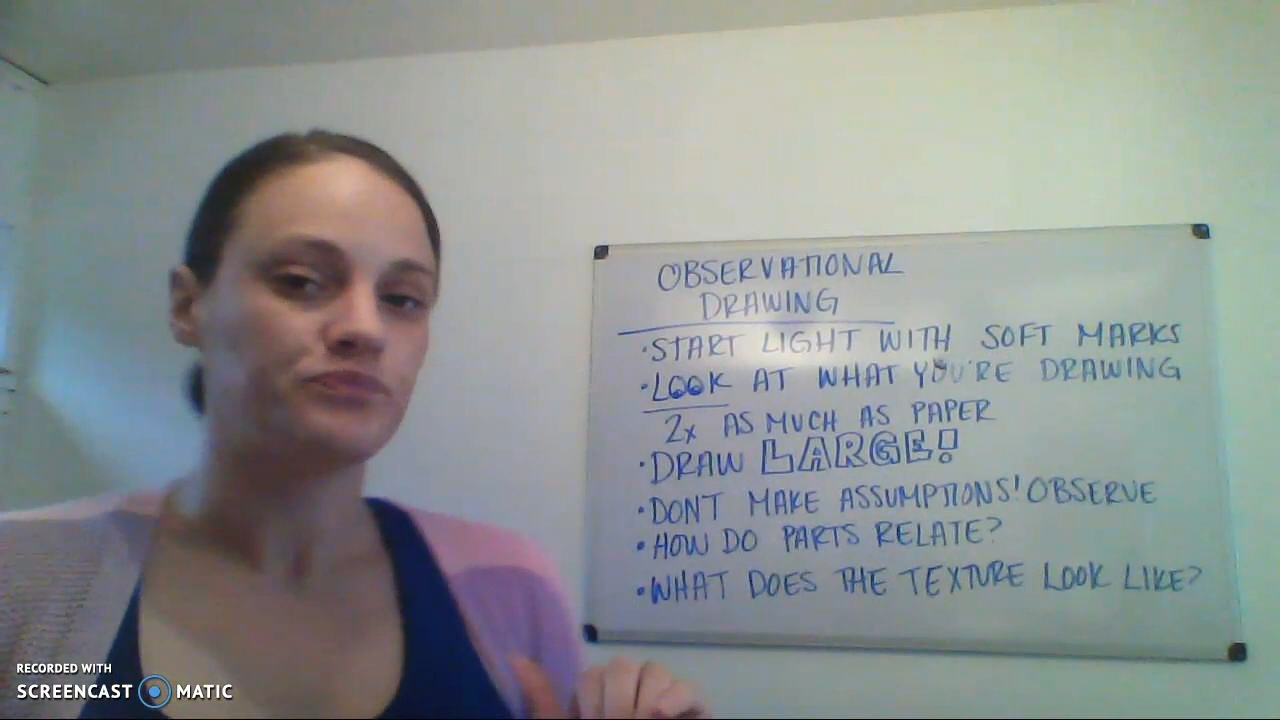 OBSERVATIONAL
DRAWING
·START LIGHT WITH SOFT MARKS
·LOOK AT WHAT YOU'RE DRAWING
2x AS MUCH AS PAPER
·DRAW LARGE!
·DONT MAKE ASSUMPTIONS! OBSERVE
·HOW DO PARTS RELATE?
·WHAT DOES THE TEXTURE LOOK LIKE?
RECORDED WITH
SCREENCAST MATIC